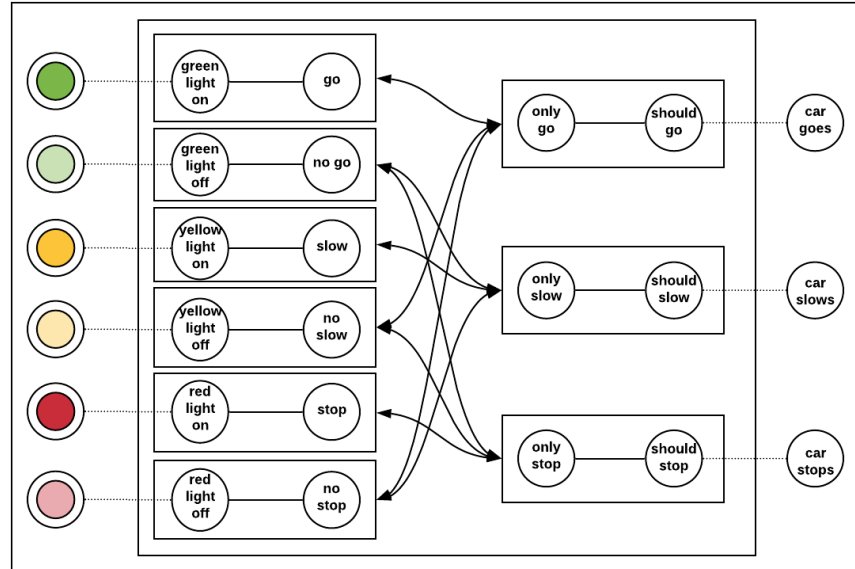 green
light
on
go
green
light
off
no go
yellow
light
on
slow
yellow
light
off
no
slow
red
light
on
stop
red
light
off
no
stop
only
go
should
go
car
goes
only
slow
should
slow
car
slows
only
stop
should
stop
car
stops